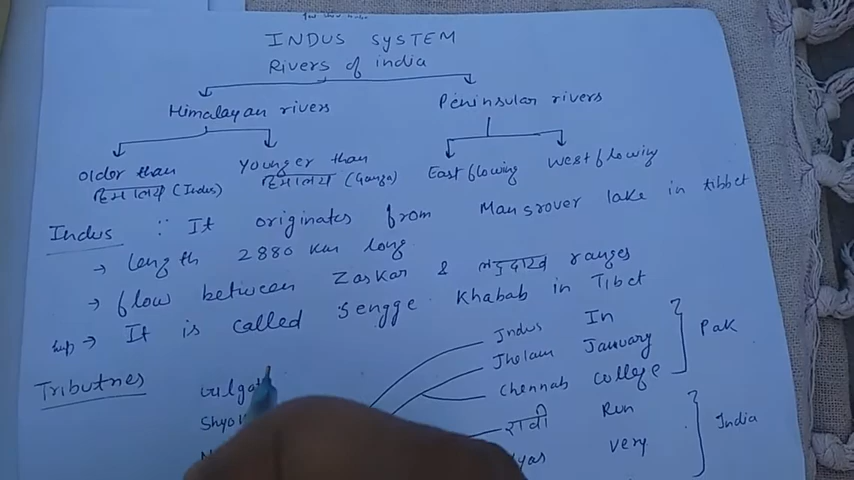 INDUS SYSTEM
Rivers of india
Himalayan rivers
Peninsular rivers
Older than
हिमालय (Indus)
Younger than
हिमालय (Ganga)
East flowing
West flowing
Indus :: It originates from Mansrover lake in tibbet
→ length 2880 Km long
→ flow between Zaskar & ranges
→ It is called Sengge Khabab in Tibet
Tributries
Indus In
Jhelam January
Chennab College
Pak
रावी Run
very
India